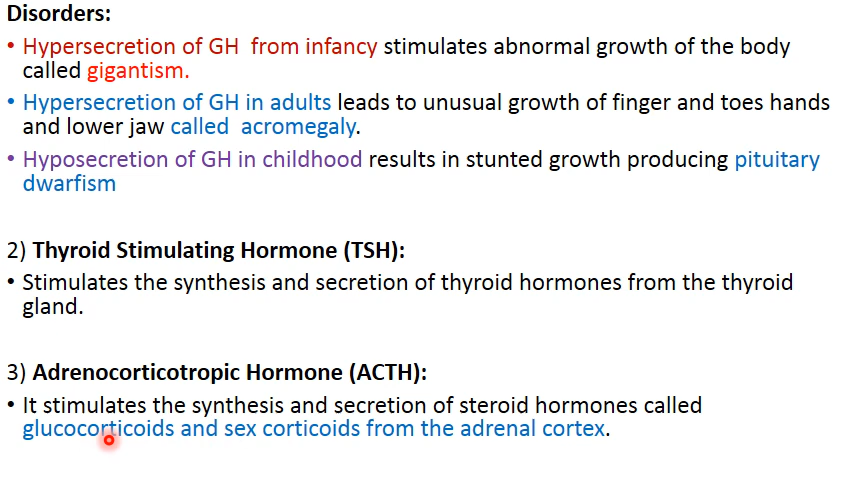 Disorders:
• Hypersecretion of GH from infancy stimulates abnormal growth of the body
called gigantism.
• Hypersecretion of GH in adults leads to unusual growth of finger and toes hands
and lower jaw called acromegaly.
• Hyposecretion of GH in childhood results in stunted growth producing pituitary
dwarfism
2) Thyroid Stimulating Hormone (TSH):
• Stimulates the synthesis and secretion of thyroid hormones from the thyroid
gland.
3) Adrenocorticotropic Hormone (ACTH):
• It stimulates the synthesis and secretion of steroid hormones called
glucocorticoids and sex corticoids from the adrenal cortex.